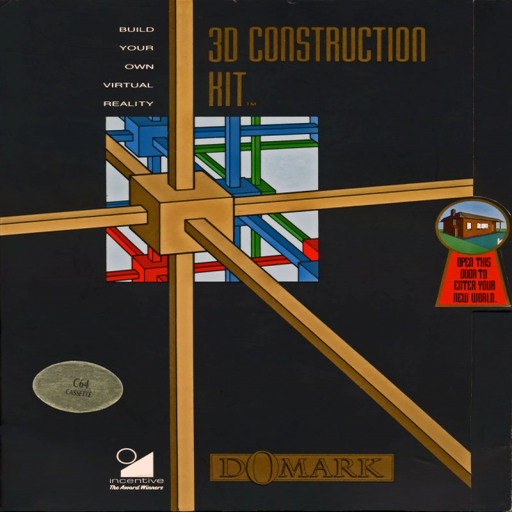 BUILD
YOUR
OWN
VIRTUAL
REALITY
3D CONSTRUCTION
KIT™
OPEN THIS
DOOR TO
ENTER YOUR
NEW WORLD.
C64
CASSETTE
incentive
The Award Winners
DOMARK